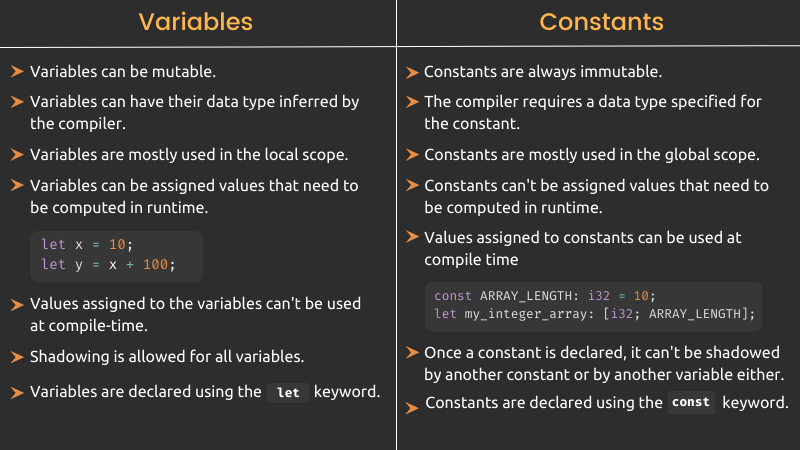 Variables
Variables can be mutable.
Variables can have their data type inferred by
the compiler.
Variables are mostly used in the local scope.
Variables can be assigned values that need to
be computed in runtime.
let x = 10;
let y = x + 100;
Values assigned to the variables can't be used
at compile-time.
Shadowing is allowed for all variables.
Variables are declared using the let keyword.
Constants
Constants are always immutable.
The compiler requires a data type specified for
the constant.
Constants are mostly used in the global scope.
Constants can't be assigned values that need to
be computed in runtime.
Values assigned to constants can be used at
compile time
const ARRAY_LENGTH: i32 = 10;
let my_integer_array: [i32; ARRAY_LENGTH];
Once a constant is declared, it can't be shadowed
by another constant or by another variable either.
Constants are declared using the const keyword.